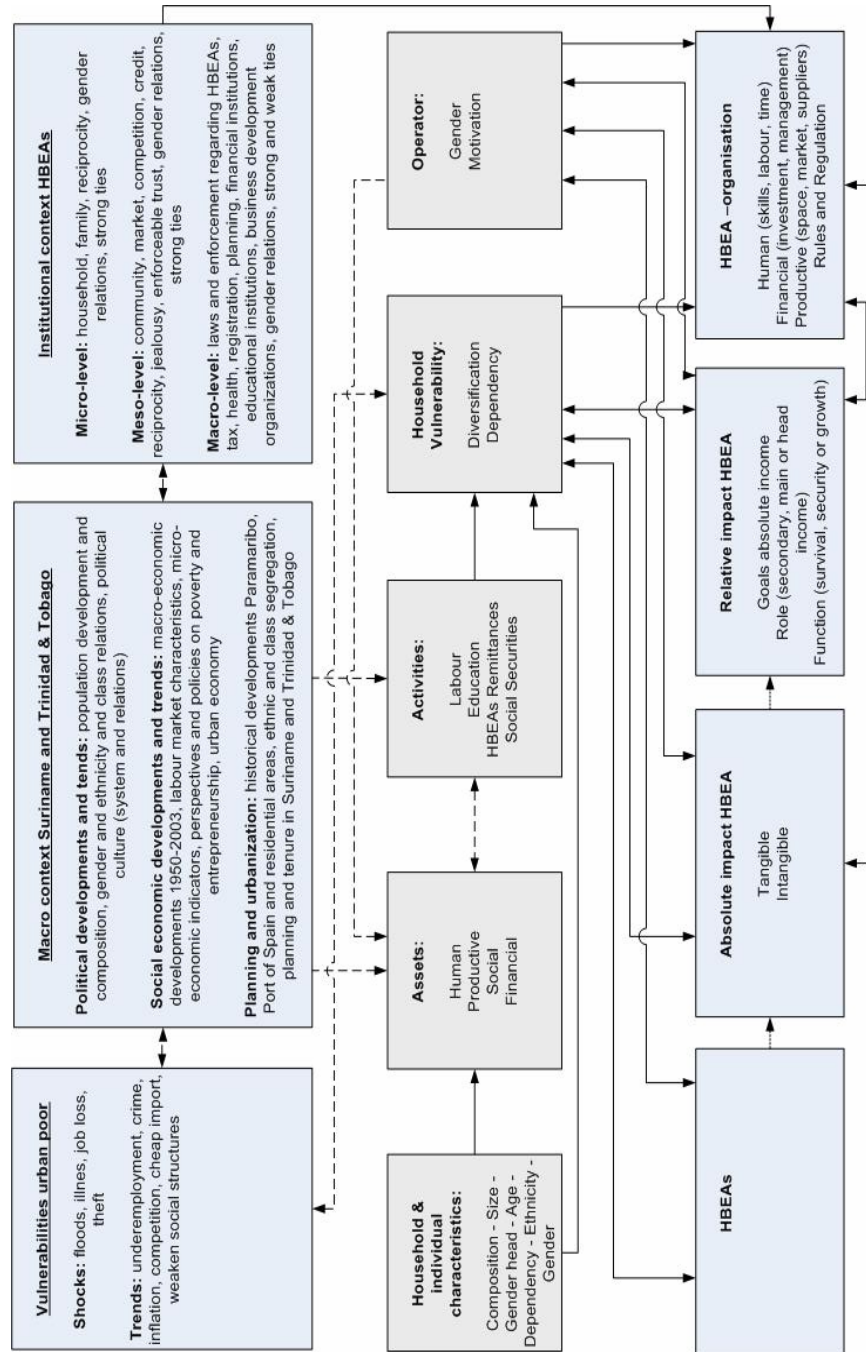 Vulnerabilities urban poor
Shocks: floods, illnes, job loss,
theft
Trends: underemployment, crime,
inflation, competition, cheap import,
weaken social structures
Macro context Suriname and Trinidad & Tobago
Political developments and tends: population development and
composition, gender and ethnicity and class relations, political
culture (system and relations)
Social economic developments and trends: macro-economic
developments 1950-2003, labour market characteristics, micro-
economic indicators, perspectives and policies on poverty and
entrepreneurship, urban economy
Planning and urbanization: historical developments Paramaribo,
Port of Spain and residential areas, ethnic and class segregation,
planning and tenure in Suriname and Trinidad & Tobago
Institutional context HBEAs
Micro-level: household, family, reciprocity, gender
relations, strong ties
Meso-level: community, market, competition, credit,
reciprocity, jealousy, enforceable trust, gender relations,
strong ties
Macro-level: laws and enforcement regarding HBEAs,
tax, health, registration, planning, financial institutions,
educational institutions, business development
organizations, gender relations, strong and weak ties
Household &
individual
characteristics:
Composition - Size -
Gender head - Age -
Dependency - Ethnicity -
Gender
Assets:
Human
Productive
Social
Financial
Activities:
Labour
Education
HBEAs Remittances
Social Securities
Household
Vulnerability:
Diversification
Dependency
Operator:
Gender
Motivation
HBEAs
Absolute impact HBEA
Tangible
Intangible
Relative impact HBEA
Goals absolute income
Role (secondary, main or head
income)
Function (survival, security or growth)
HBEA –organisation
Human (skills, labour, time)
Financial (investment, management)
Productive (space, market, suppliers)
Rules and Regulation